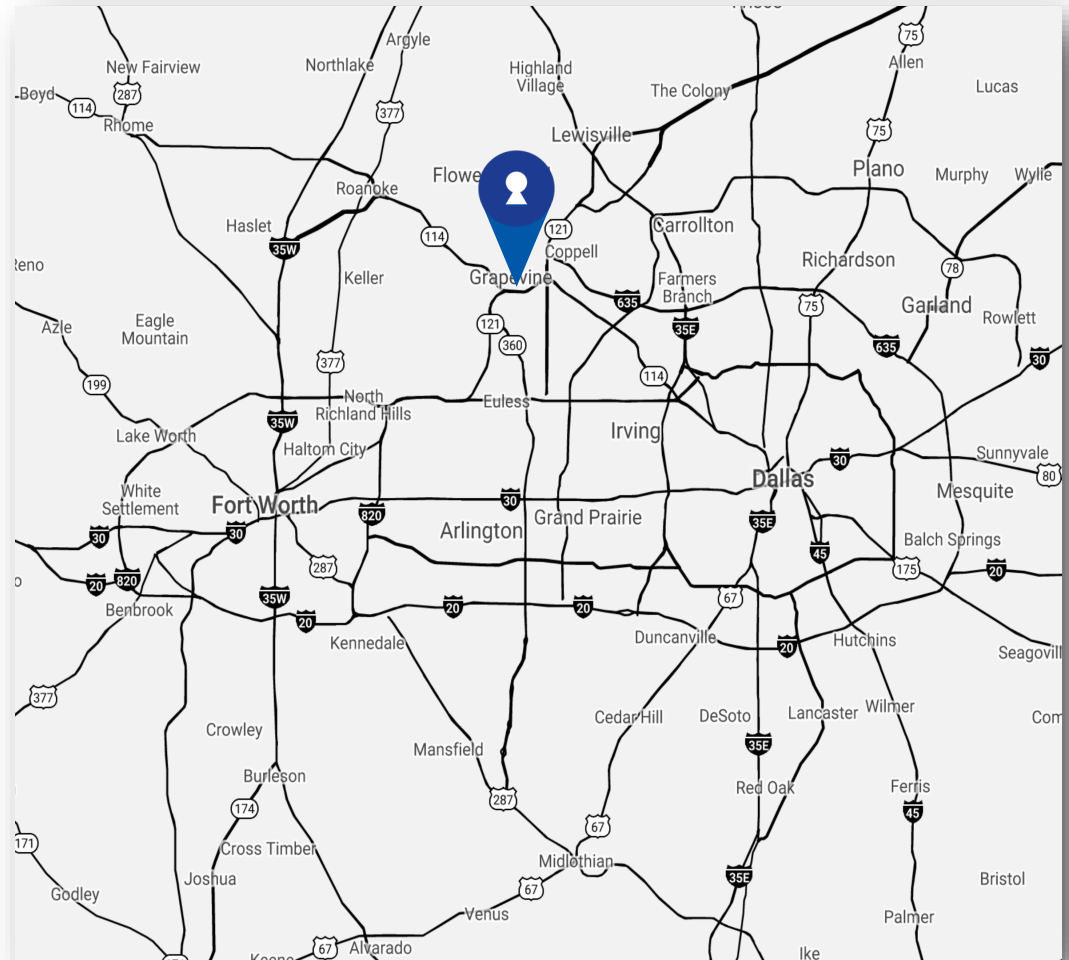 Argyle
75
New Fairview
Northlake
Highland
Village
Allen
287
Boyd
114
377
The Colony
Lucas
Rhome
Lewisville
75
Plano
Murphy
Wylie
Roanoke
Haslet
114
121
Carrollton
35W
Coppell
Richardson
Keller
Grapevine
Farmers
Branch
78
635
75
Garland
Eagle
Mountain
Azle
121
360
35E
Rowlett
377
635
30
199
114
North
Richland Hills
Euless
35W
Lake Worth
Irving
Haltom City
30
Sunnyvale
80
Dallas
White
Settlement
Fort Worth
30
Mesquite
820
Grand Prairie
35E
Arlington
30
30
45
Balch Springs
287
175
20
820
20
35W
67
Benbrook
20
20
20
Kennedale
Duncanville
20
Hutchins
377
Crowley
Cedar Hill
DeSoto
Lancaster
Wilmer
Mansfield
35E
Burleson
Red Oak
Ferris
287
174
45
67
171
Cross Timber
Midlothian
Joshua
35E
Bristol
Godley
67
Venus
Palmer
67
Alvarado
Ike